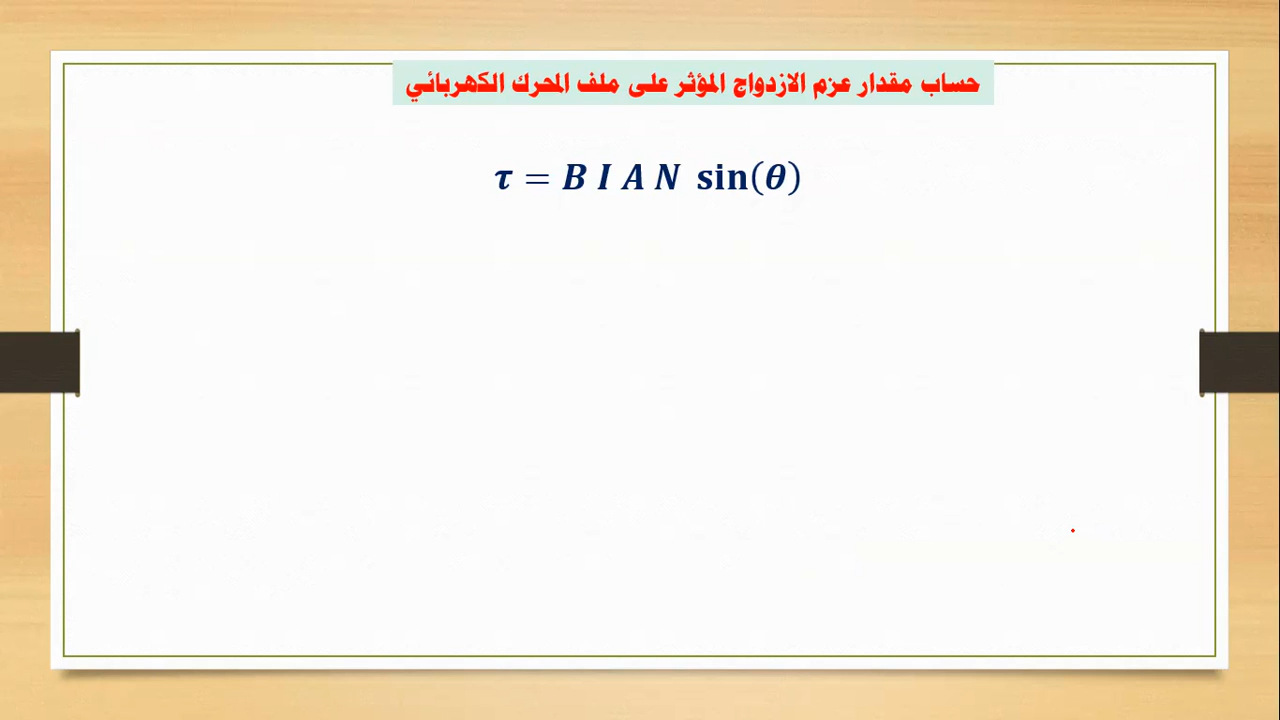 حساب مقدار عزم الازدواج المؤثر على ملف المحرك الكهربائي
τ = B I A N sin(θ)